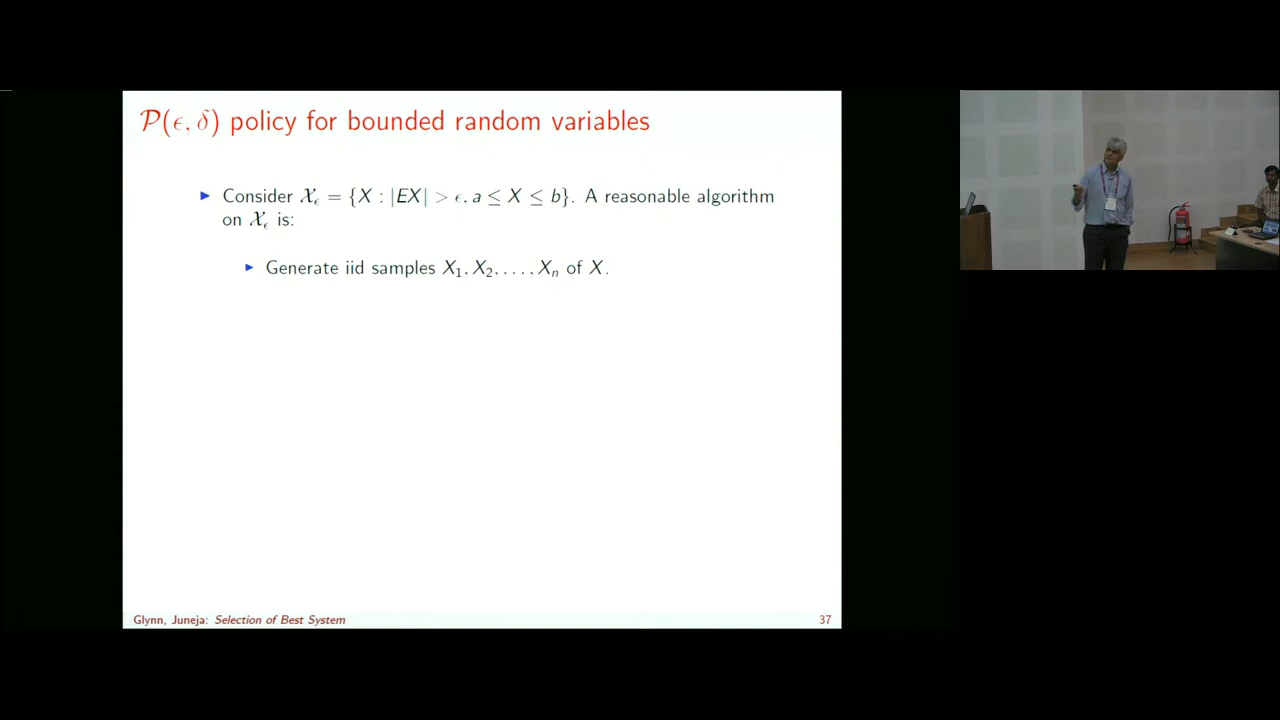 𝒫(ϵ, δ) policy for bounded random variables
▶ Consider 𝒳ϵ = {X : |EX| > ϵ, a ≤ X ≤ b}. A reasonable algorithm
on 𝒳ϵ is:
▶ Generate iid samples X₁, X₂, . . . , Xₙ of X.
Glynn, Juneja: Selection of Best System
37